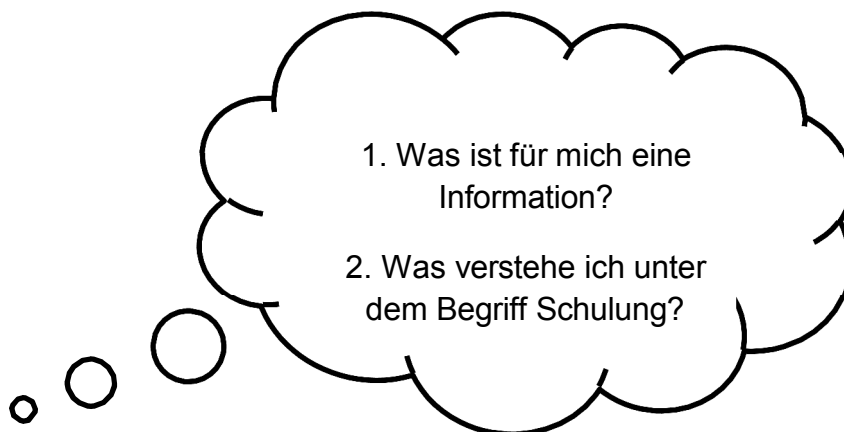 1. Was ist für mich eine
Information?
2. Was verstehe ich unter
dem Begriff Schulung?